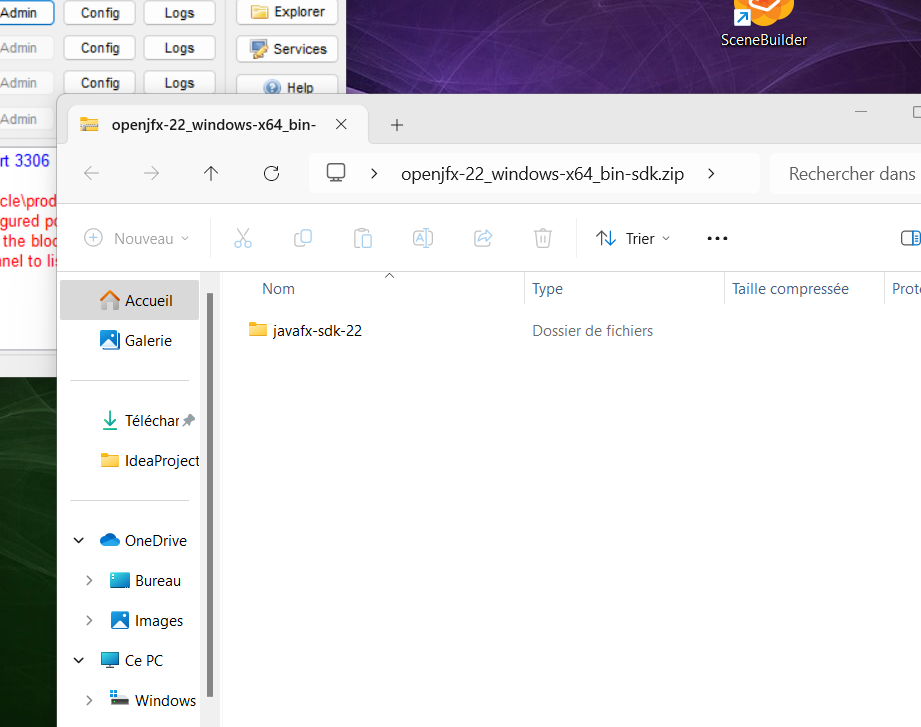 Admin Config Logs Explorer
Admin Config Logs Services
Admin Config Logs Help
Admin
SceneBuilder
openjfx-22_windows-x64_bin-
rt 3306
cle\prod
gured po
the bloc
nnel to lis
openjfx-22_windows-x64_bin-sdk.zip
Rechercher dans
Nouveau
Trier
Nom Type Taille compressée Prote
javafx-sdk-22 Dossier de fichiers
Accueil
Galerie
Téléchar
IdeaProject
OneDrive
Bureau
Images
Ce PC
Windows